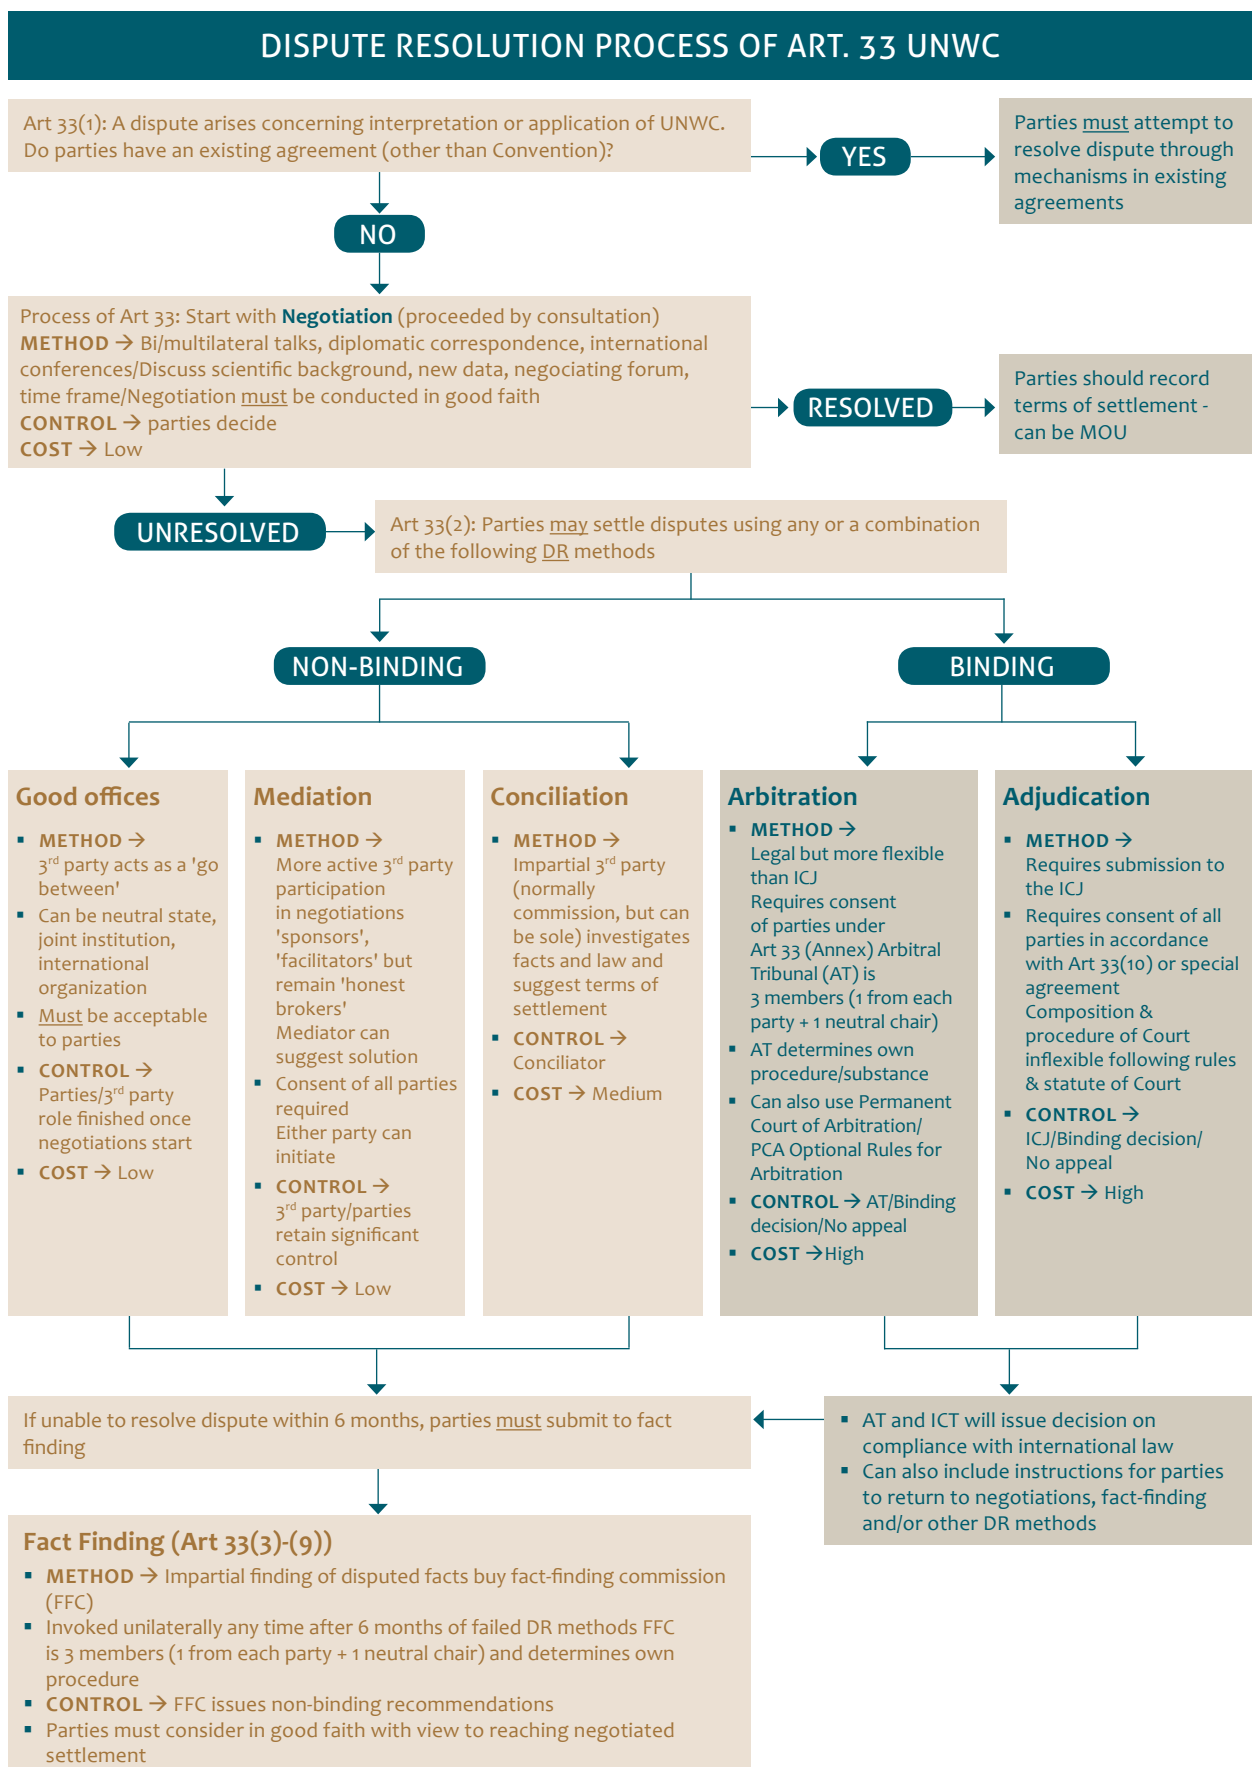 DISPUTE RESOLUTION PROCESS OF ART. 33 UNWC
Art 33(1): A dispute arises concerning interpretation or application of UNWC.
Do parties have an existing agreement (other than Convention)?
YES
Parties must attempt to
resolve dispute through
mechanisms in existing
agreements
NO
Process of Art 33: Start with Negotiation (proceeded by consultation)
METHOD → Bi/multilateral talks, diplomatic correspondence, international
conferences/Discuss scientific background, new data, negociating forum,
time frame/Negotiation must be conducted in good faith
CONTROL → parties decide
COST → Low
RESOLVED
Parties should record
terms of settlement -
can be MOU
UNRESOLVED
Art 33(2): Parties may settle disputes using any or a combination
of the following DR methods
NON-BINDING
BINDING
Good offices
▪ METHOD →
3rd party acts as a 'go
between'
▪ Can be neutral state,
joint institution,
international
organization
▪ Must be acceptable
to parties
▪ CONTROL →
Parties/3rd party
role finished once
negotiations start
▪ COST → Low
Mediation
▪ METHOD →
More active 3rd party
participation
in negotiations
'sponsors',
'facilitators' but
remain 'honest
brokers'
Mediator can
suggest solution
▪ Consent of all parties
required
Either party can
initiate
▪ CONTROL →
3rd party/parties
retain significant
control
▪ COST → Low
Conciliation
▪ METHOD →
Impartial 3rd party
(normally
commission, but can
be sole) investigates
facts and law and
suggest terms of
settlement
▪ CONTROL →
Conciliator
▪ COST → Medium
Arbitration
▪ METHOD →
Legal but more flexible
than ICJ
Requires consent
of parties under
Art 33 (Annex) Arbitral
Tribunal (AT) is
3 members (1 from each
party + 1 neutral chair)
▪ AT determines own
procedure/substance
▪ Can also use Permanent
Court of Arbitration/
PCA Optional Rules for
Arbitration
▪ CONTROL → AT/Binding
decision/No appeal
▪ COST →High
Adjudication
▪ METHOD →
Requires submission to
the ICJ
▪ Requires consent of all
parties in accordance
with Art 33(10) or special
agreement
Composition &
procedure of Court
inflexible following rules
& statute of Court
▪ CONTROL →
ICJ/Binding decision/
No appeal
▪ COST → High
If unable to resolve dispute within 6 months, parties must submit to fact
finding
▪ AT and ICT will issue decision on
compliance with international law
▪ Can also include instructions for parties
to return to negotiations, fact-finding
and/or other DR methods
Fact Finding (Art 33(3)-(9))
▪ METHOD → Impartial finding of disputed facts buy fact-finding commission
(FFC)
▪ Invoked unilaterally any time after 6 months of failed DR methods FFC
is 3 members (1 from each party + 1 neutral chair) and determines own
procedure
▪ CONTROL → FFC issues non-binding recommendations
▪ Parties must consider in good faith with view to reaching negotiated
settlement